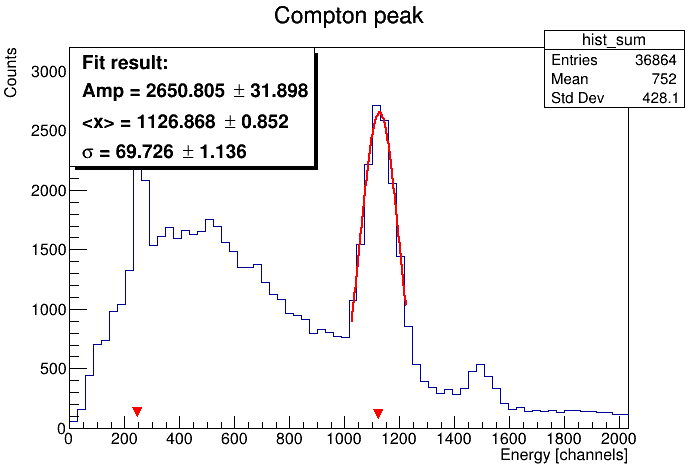 Compton peak
hist_sum
Entries 36864
Mean 752
Std Dev 428.1
Fit result:
Amp = 2650.805 ± 31.898
<x> = 1126.868 ± 0.852
σ = 69.726 ± 1.136
Counts
3000
2500
2000
1500
1000
500
0
0 200 400 600 800 1000 1200 1400 1600 1800 2000
Energy [channels]